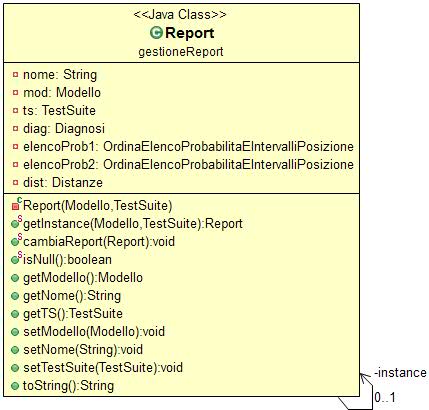 <<Java Class>>
Report
gestioneReport
nome: String
mod: Modello
ts: TestSuite
diag: Diagnosi
elencoProb1: OrdinaElencoProbabilitaEIntervalliPosizione
elencoProb2: OrdinaElencoProbabilitaEIntervalliPosizione
dist: Distanze
Report(Modello,TestSuite)
getInstance(Modello,TestSuite):Report
cambiaReport(Report):void
isNull():boolean
getModello():Modello
getNome():String
getTS():TestSuite
setModello(Modello):void
setNome(String):void
setTestSuite(TestSuite):void
toString():String
-instance
0..1